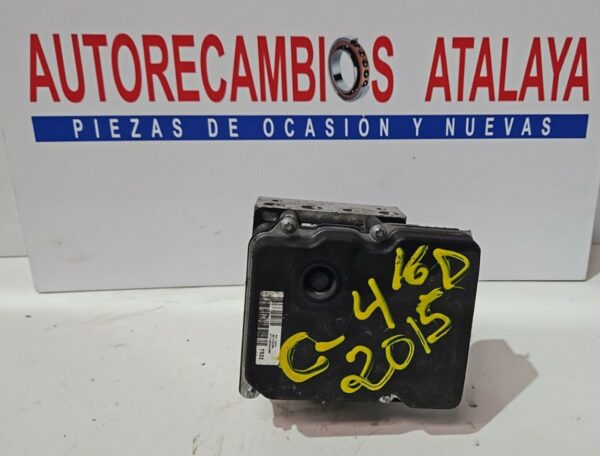 AUTORECAMBIOS ATALAYA
PIEZAS DE OCASIÓN Y NUEVAS
C-4 16D
2015